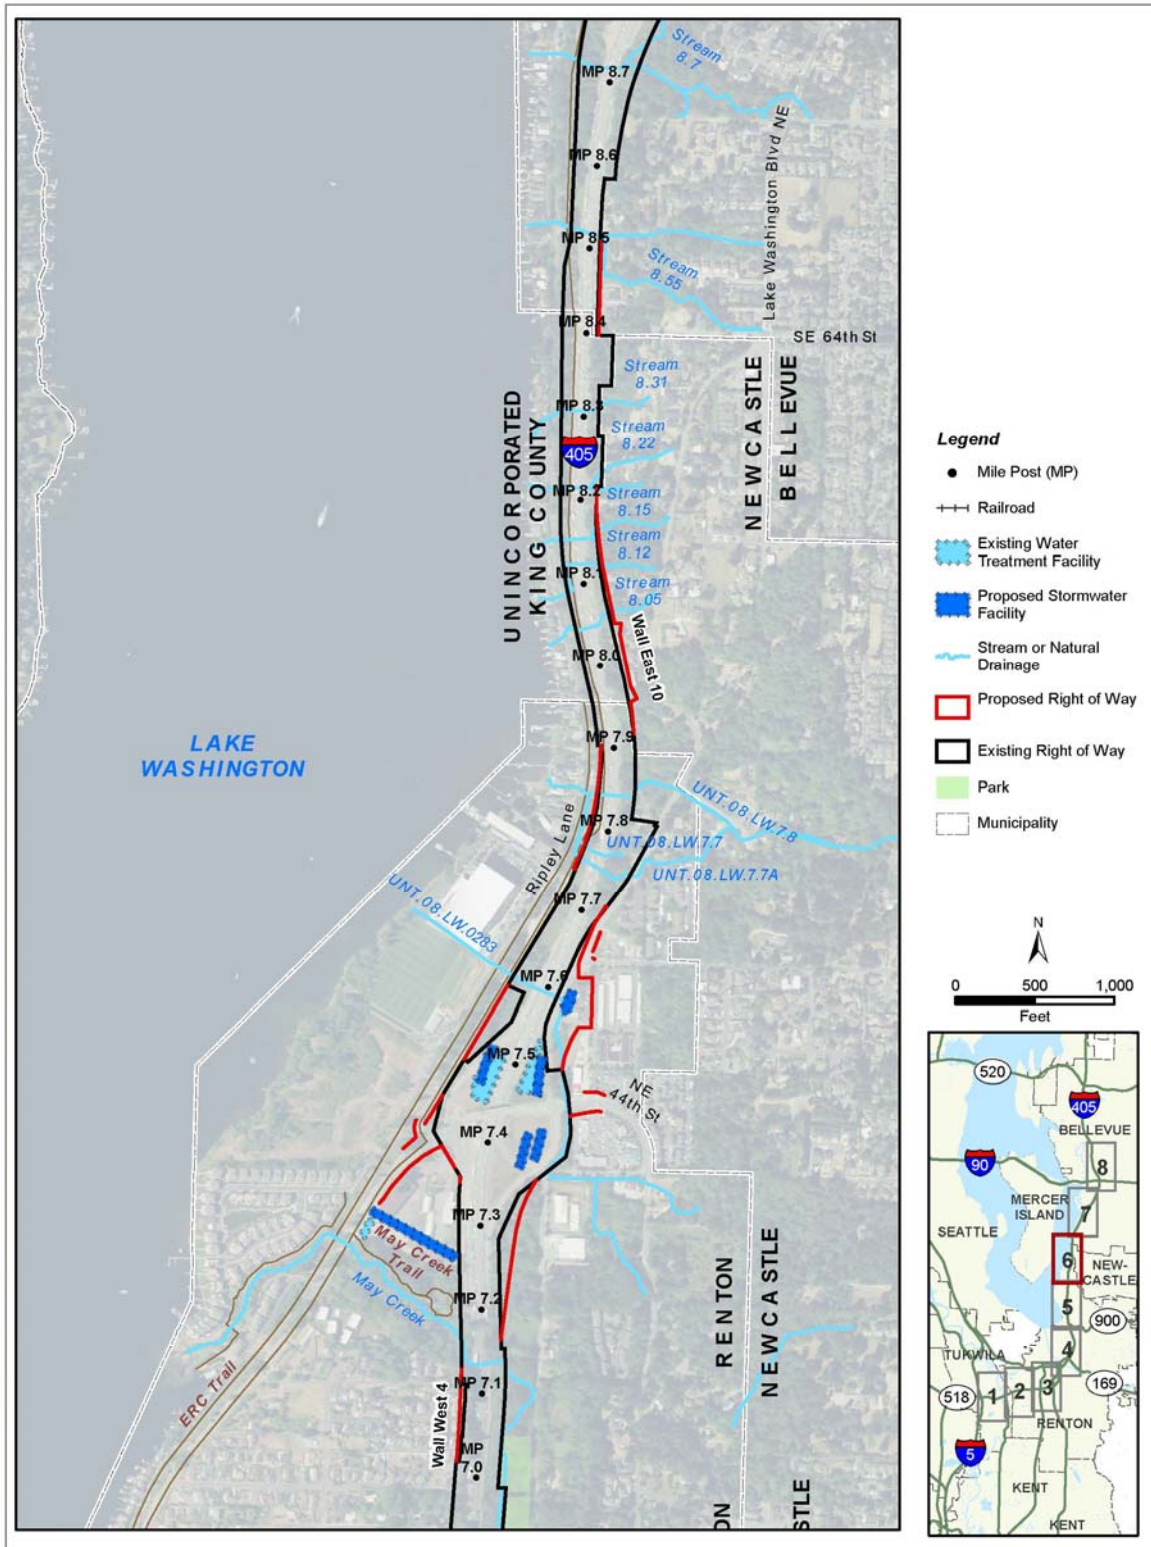 Stream
8.7
MP 8.7
Lake Washington Blvd NE
MP 8.6
MP 8.5
Stream
8.55
MP 8.4
SE 64th St
Stream
8.31
NEWCASTLE
BELLEVUE
UNINCORPORATED
KING COUNTY
MP 8.3
Stream
8.22
405
MP 8.2
Stream
8.15
Stream
8.12
MP 8.1
Stream
8.05
Wall East 10
MP 8.0
LAKE
WASHINGTON
MP 7.9
UNT.08.LW.7.8
Ripley Lane
MP 7.8
UNT.08.LW.7.7
UNT.08.LW.7.7A
UNT.08.LW.0283
MP 7.7
MP 7.6
MP 7.5
NE
44th St
MP 7.4
MP 7.3
May Creek
Trail
May Creek
MP 7.2
RENTON
NEWCASTLE
ERC Trail
MP 7.1
Wall West 4
MP
7.0
ON
STLE
Legend
Mile Post (MP)
Railroad
Existing Water
Treatment Facility
Proposed Stormwater
Facility
Stream or Natural
Drainage
Proposed Right of Way
Existing Right of Way
Park
Municipality
N
0 500 1,000
Feet
520
405
BELLEVUE
90
8
MERCER
ISLAND
7
SEATTLE
6
NEW-
CASTLE
5
900
4
TUKWILA
518
1
2
3
169
RENTON
5
KENT
KENT